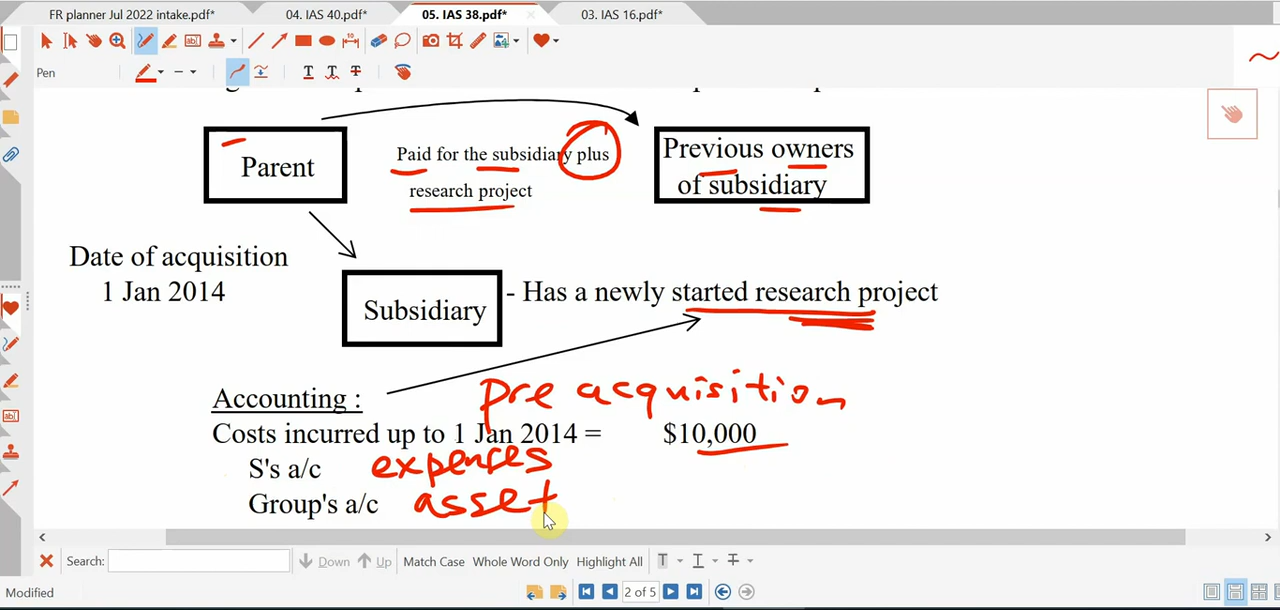 FR planner Jul 2022 intake.pdf* 04. IAS 40.pdf* 05. IAS 38.pdf* 03. IAS 16.pdf*
Pen
Parent
Paid for the subsidiary plus
research project
Previous owners
of subsidiary
Date of acquisition
1 Jan 2014
Subsidiary
- Has a newly started research project
Accounting :
pre acquisition
Costs incurred up to 1 Jan 2014 = $10,000
S's a/c expenses
Group's a/c asset
Search: Down Up Match Case Whole Word Only Highlight All
Modified 2 of 5